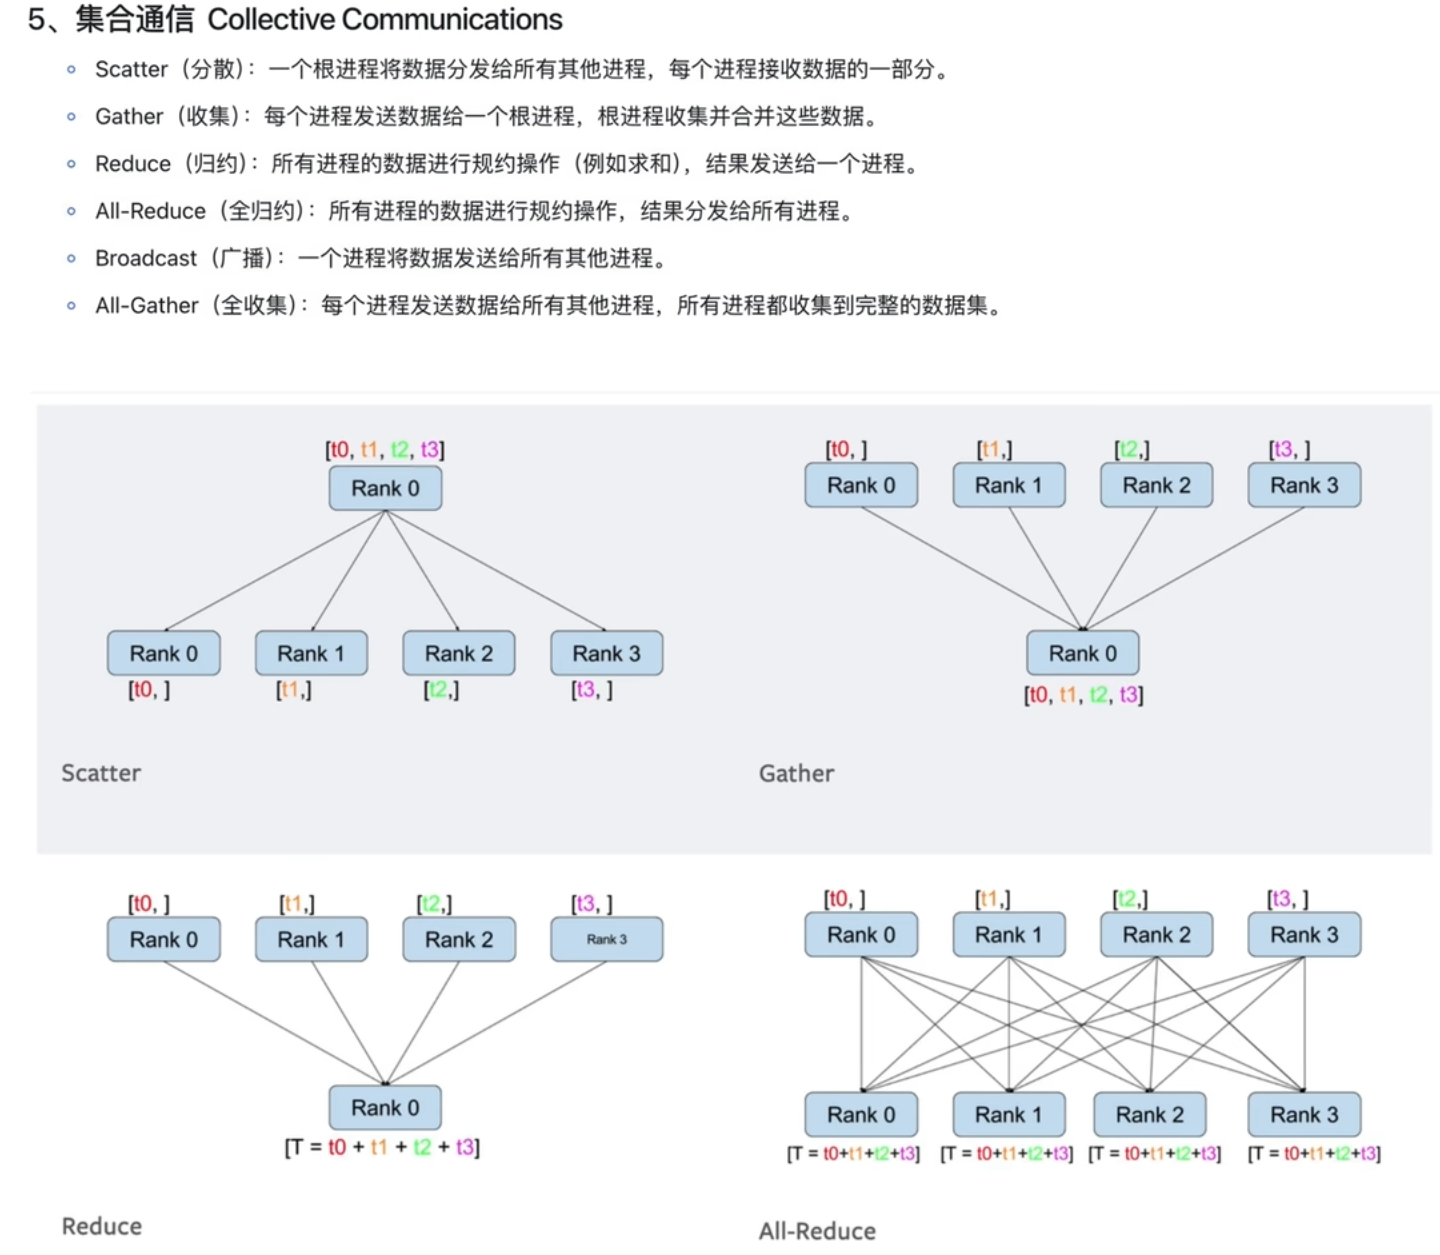 5、集合通信 Collective Communications
Scatter（分散）：一个根进程将数据分发给所有其他进程，每个进程接收数据的一部分。
Gather（收集）：每个进程发送数据给一个根进程，根进程收集并合并这些数据。
Reduce（归约）：所有进程的数据进行规约操作（例如求和），结果发送给一个进程。
All-Reduce（全归约）：所有进程的数据进行规约操作，结果分发给所有进程。
Broadcast（广播）：一个进程将数据发送给所有其他进程。
All-Gather（全收集）：每个进程发送数据给所有其他进程，所有进程都收集到完整的数据集。
[t0, t1, t2, t3]
Rank 0
Rank 0 Rank 1 Rank 2 Rank 3
[t0, ] [t1,] [t2,] [t3, ]
Scatter
[t0, ] [t1,] [t2,] [t3, ]
Rank 0 Rank 1 Rank 2 Rank 3
Rank 0
[t0, t1, t2, t3]
Gather
[t0, ] [t1,] [t2,] [t3, ]
Rank 0 Rank 1 Rank 2 Rank 3
Rank 0
[T = t0 + t1 + t2 + t3]
Reduce
[t0, ] [t1,] [t2,] [t3, ]
Rank 0 Rank 1 Rank 2 Rank 3
Rank 0 Rank 1 Rank 2 Rank 3
[T = t0+t1+t2+t3] [T = t0+t1+t2+t3] [T = t0+t1+t2+t3] [T = t0+t1+t2+t3]
All-Reduce